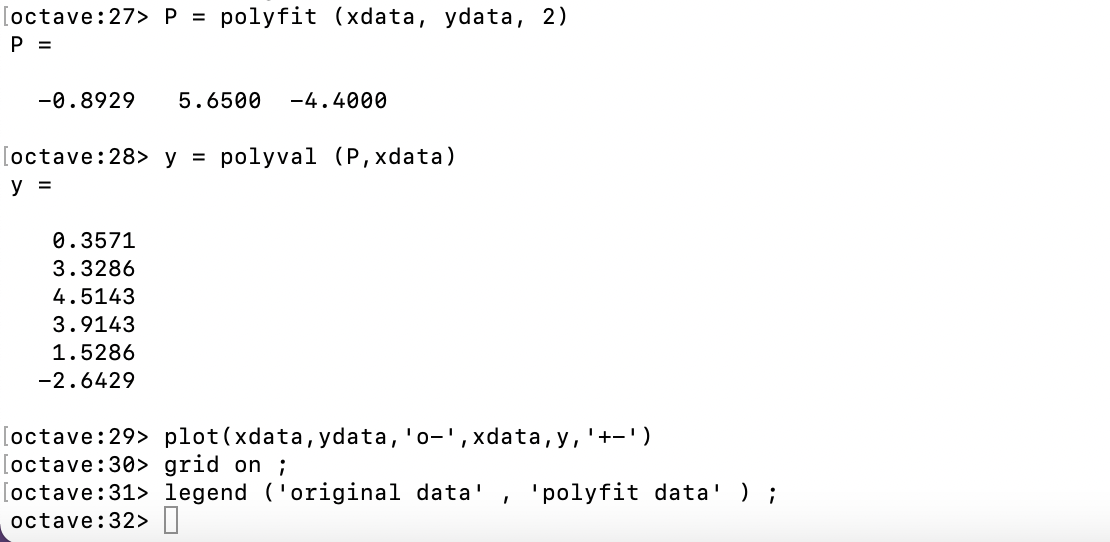 [octave:27> P = polyfit (xdata, ydata, 2)
P =
-0.8929 5.6500 -4.4000
[octave:28> y = polyval (P,xdata)
y =
0.3571
3.3286
4.5143
3.9143
1.5286
-2.6429
[octave:29> plot(xdata,ydata,'o-',xdata,y,'+-')
[octave:30> grid on ;
[octave:31> legend ('original data' , 'polyfit data' ) ;
octave:32>